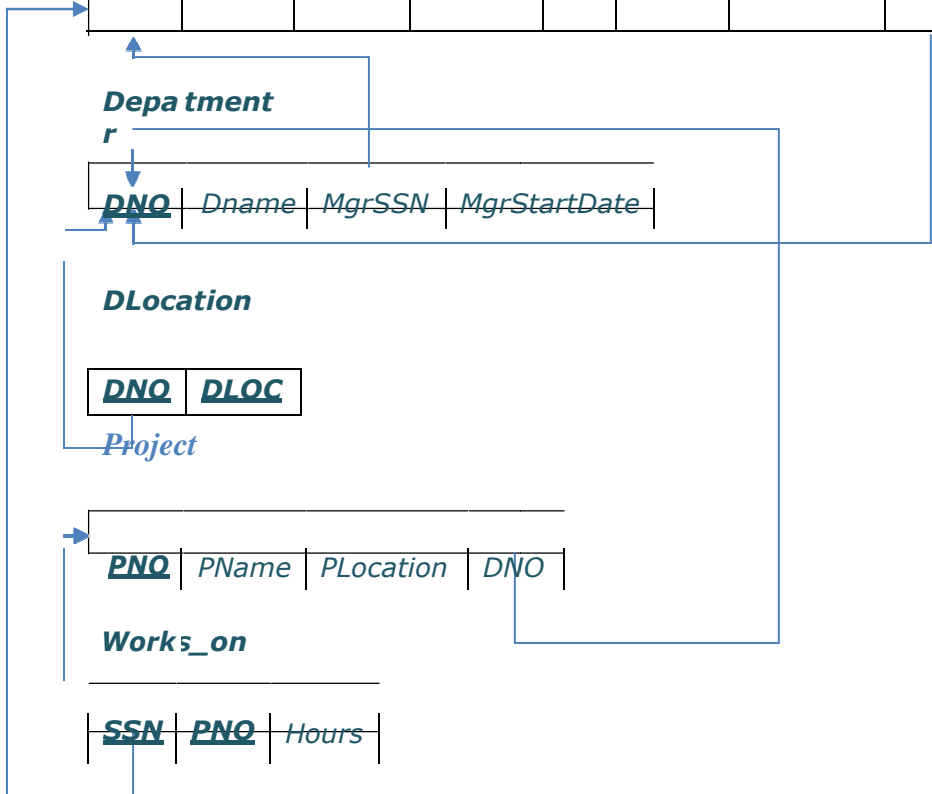 Depa tment
r
DNO Dname MgrSSN MgrStartDate
DLocation
DNO DLOC
Project
PNO PName PLocation DNO
Works_on
SSN PNO Hours